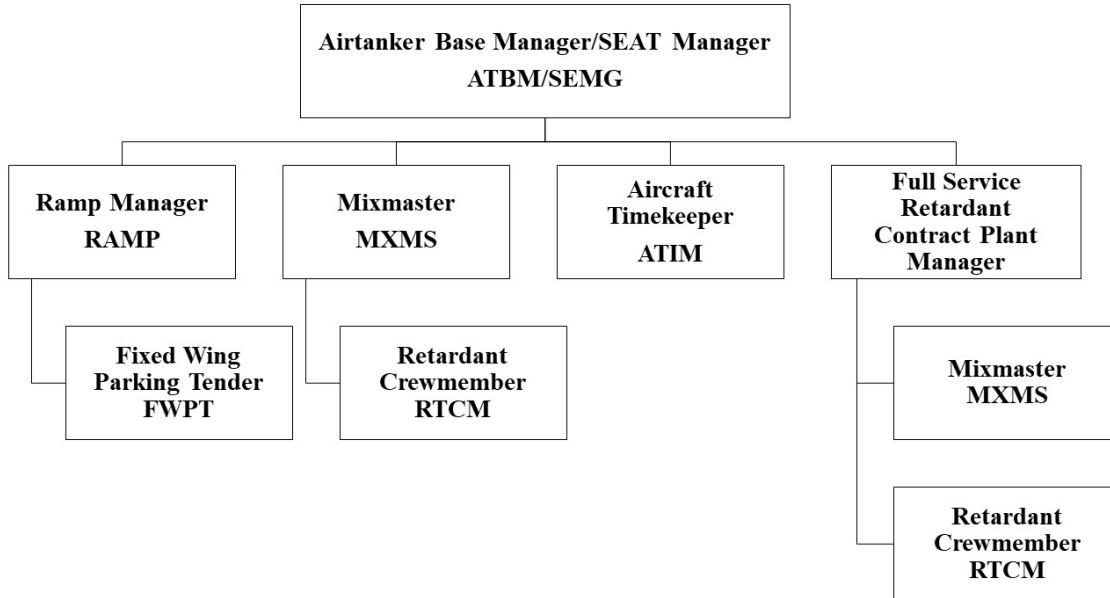 Airtanker Base Manager/SEAT Manager
ATBM/SEMG
Ramp Manager
RAMP
Mixmaster
MXMS
Aircraft
Timekeeper
ATIM
Full Service
Retardant
Contract Plant
Manager
Fixed Wing
Parking Tender
FWPT
Retardant
Crewmember
RTCM
Mixmaster
MXMS
Retardant
Crewmember
RTCM